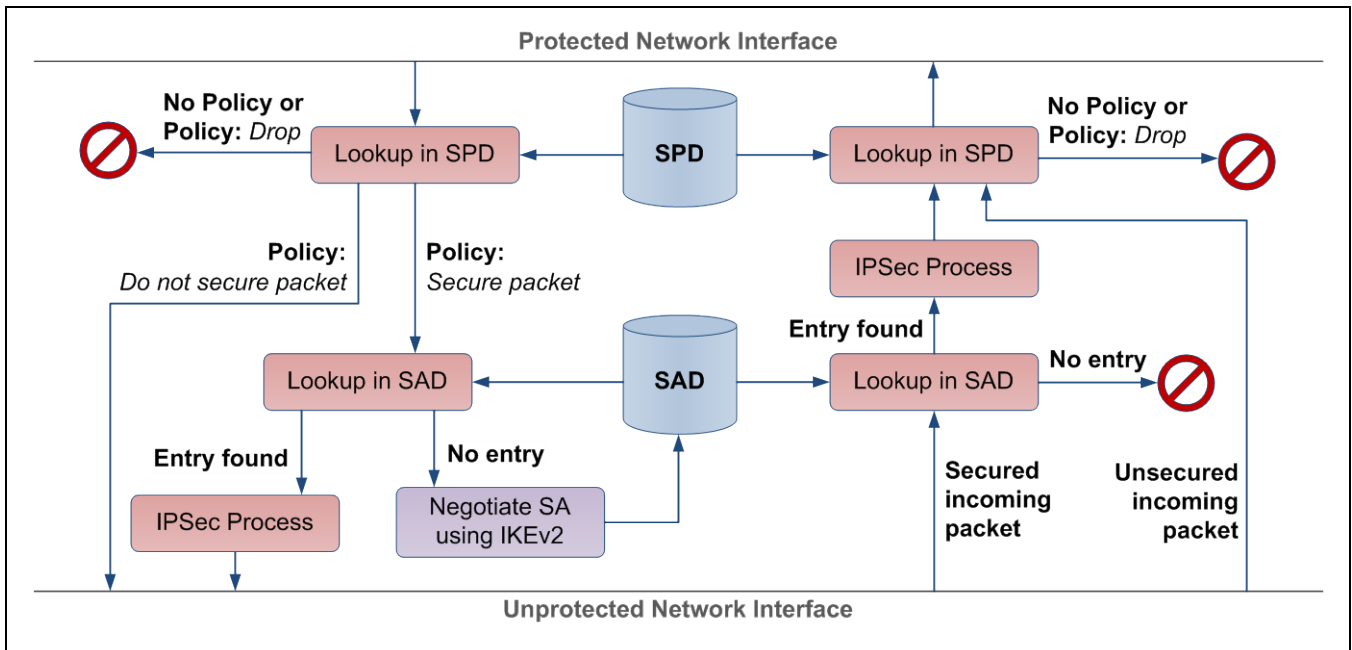 Protected Network Interface
No Policy or
Policy: Drop
Lookup in SPD
SPD
Lookup in SPD
No Policy or
Policy: Drop
Policy:
Do not secure packet
Policy:
Secure packet
IPSec Process
Entry found
Lookup in SAD
SAD
Lookup in SAD
No entry
Entry found
No entry
IPSec Process
Negotiate SA
using IKEv2
Secured
incoming
packet
Unsecured
incoming
packet
Unprotected Network Interface